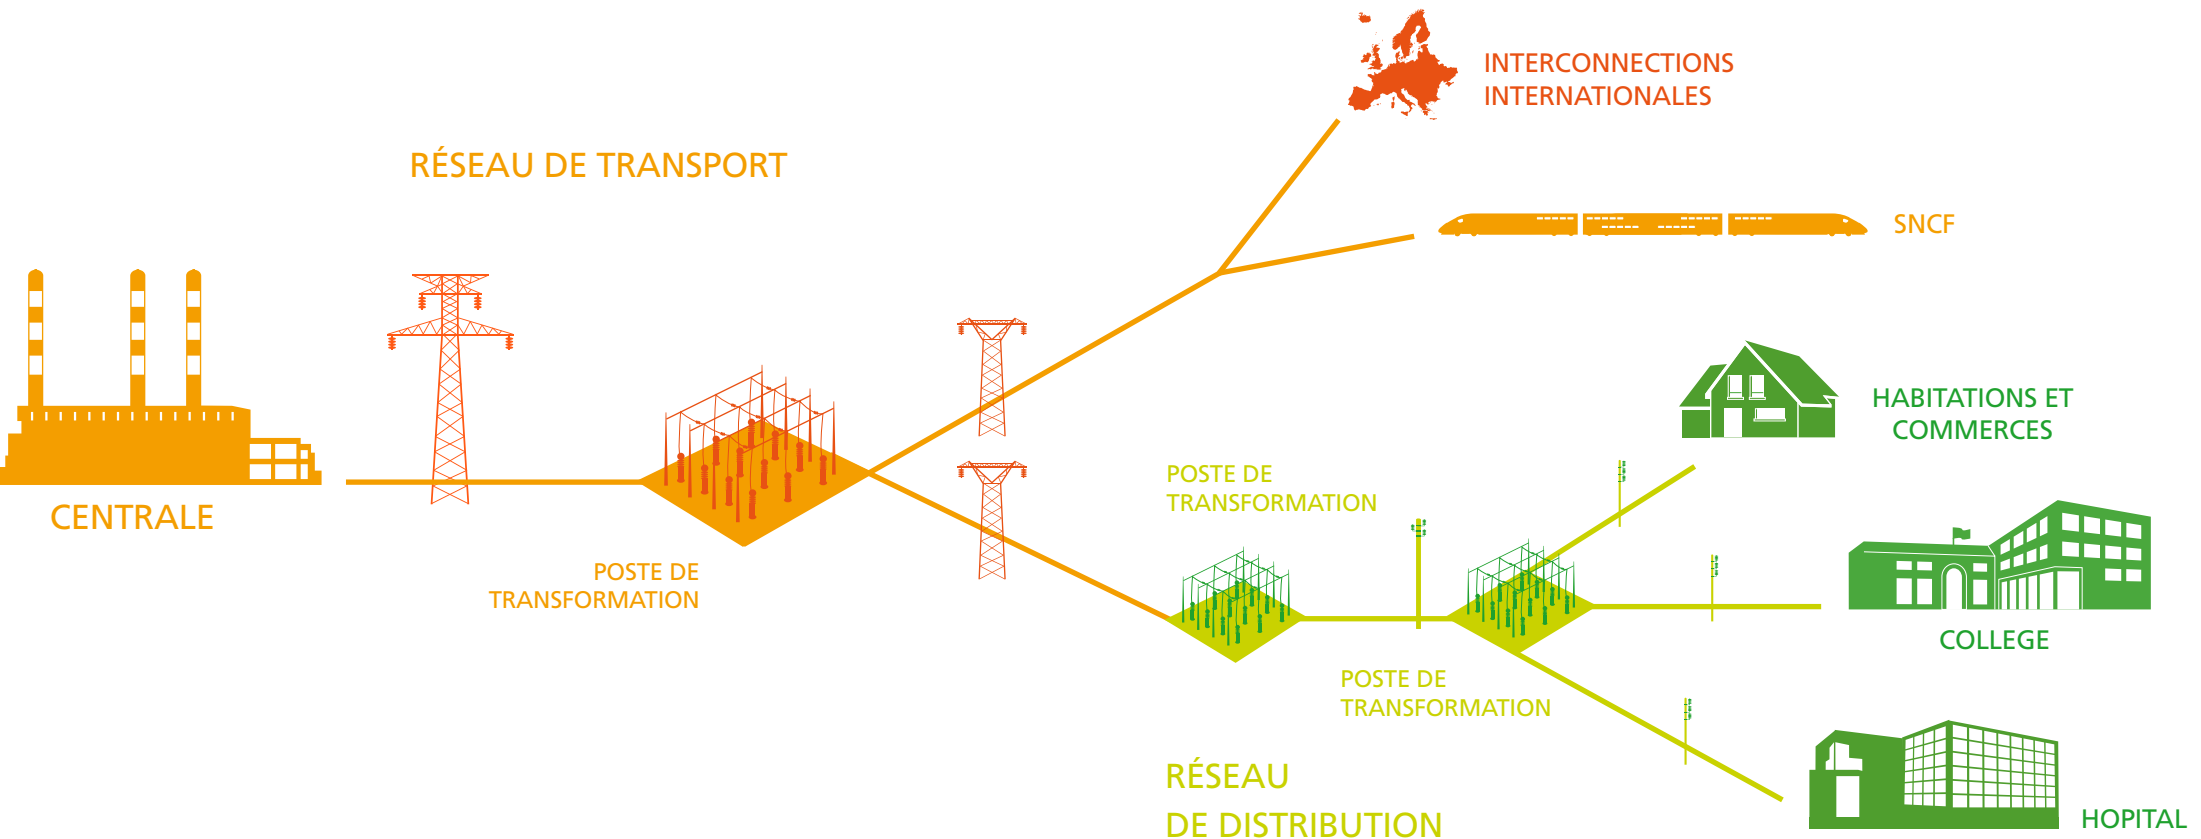 INTERCONNECTIONS
INTERNATIONALES
RÉSEAU DE TRANSPORT
SNCF
HABITATIONS ET
COMMERCES
POSTE DE
TRANSFORMATION
CENTRALE
POSTE DE
TRANSFORMATION
COLLEGE
POSTE DE
TRANSFORMATION
RÉSEAU
DE DISTRIBUTION
HOPITAL